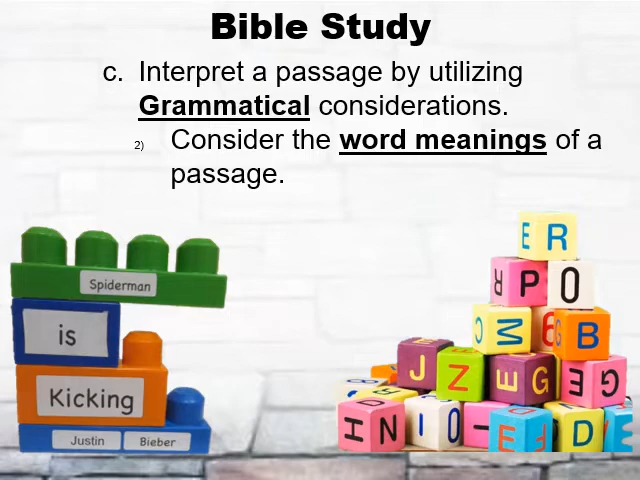 Bible Study
c. Interpret a passage by utilizing
Grammatical considerations.
2) Consider the word meanings of a
passage.
Spiderman
is
Kicking
Justin Bieber
E R
R P O
C M B
J Z E G E G
H N I O I E F D